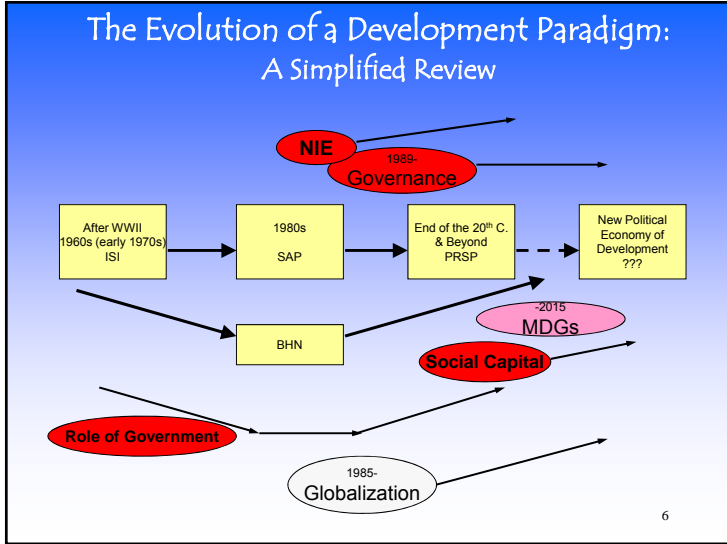 The Evolution of a Development Paradigm:
A Simplified Review
NIE
1989-
Governance
After WWII
1960s (early 1970s)
ISI
1980s
SAP
End of the 20th C.
& Beyond
PRSP
New Political
Economy of
Development
???
BHN
-2015
MDGs
Social Capital
Role of Government
1985-
Globalization
6